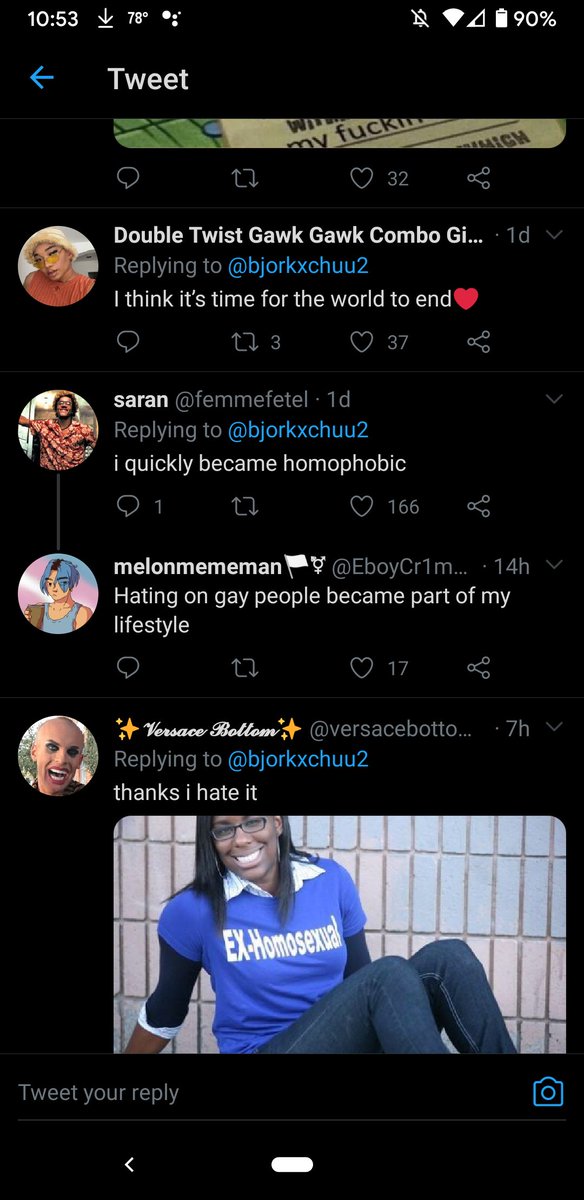 10:53 78° 90%
Tweet
my
32
Double Twist Gawk Gawk Combo Gi... · 1d
Replying to @bjorkxchuu2
I think it's time for the world to end❤️
3 37
saran @femmefetel · 1d
Replying to @bjorkxchuu2
i quickly became homophobic
1 166
melonmememan🏳️⚧ @EboyCr1m... · 14h
Hating on gay people became part of my
lifestyle
17
✨𝓥𝓮𝓻𝓼𝓪𝓬𝓮 𝓑𝓸𝓽𝓽𝓸𝓶✨ @versacebotto... · 7h
Replying to @bjorkxchuu2
thanks i hate it
EX-Homosexual
Tweet your reply